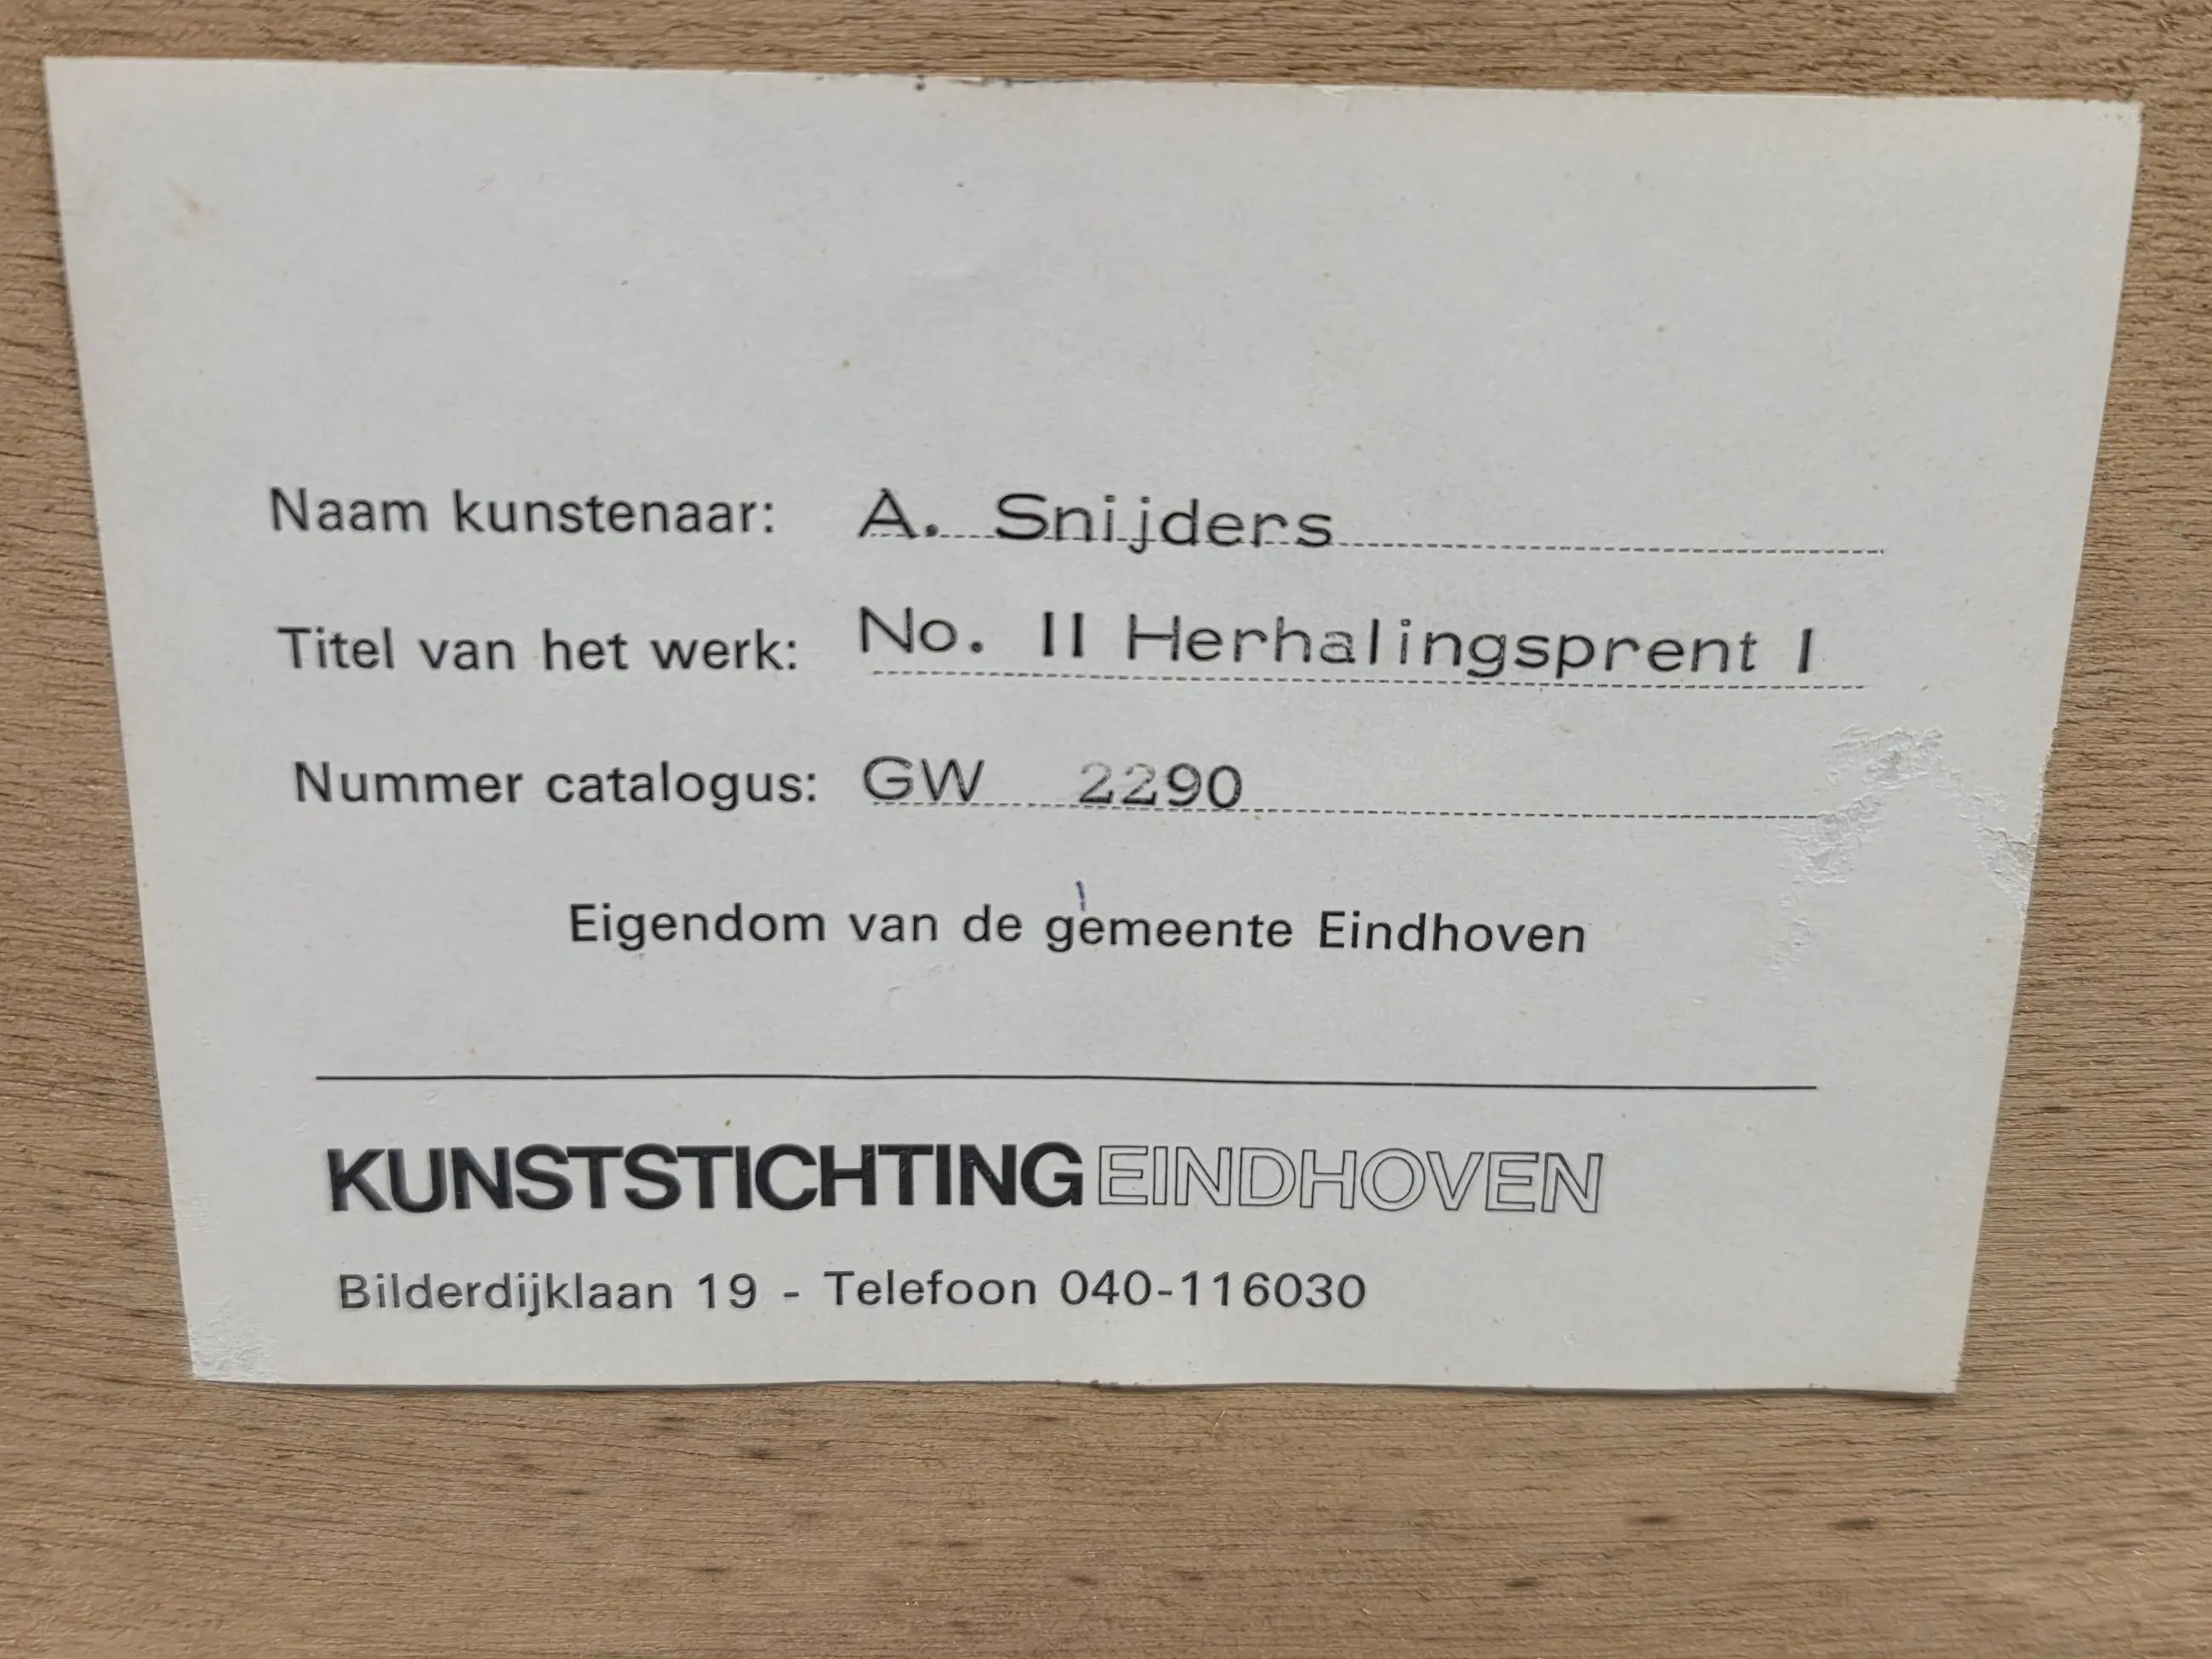 Naam kunstenaar: A. Snijders
Titel van het werk: No. II Herhalingsprent I
Nummer catalogus: GW 2290
Eigendom van de gemeente Eindhoven
KUNSTSTICHTING EINDHOVEN
Bilderdijklaan 19 - Telefoon 040-116030